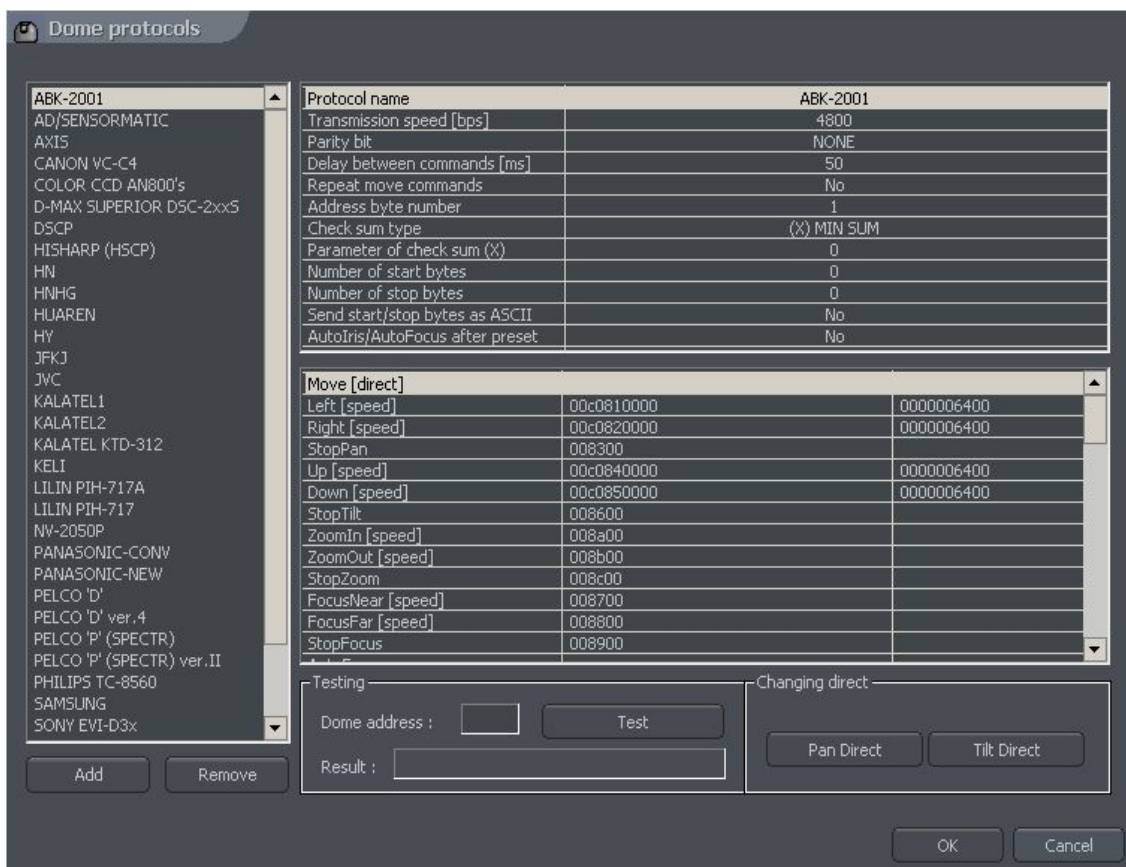 Dome protocols
ABK-2001
AD/SENSORMATIC
AXIS
CANON VC-C4
COLOR CCD AN800's
D-MAX SUPERIOR DSC-2xxS
DSCP
HISHARP (HSCP)
HN
HNHG
HUAREN
HY
JFKJ
JVC
KALATEL1
KALATEL2
KALATEL KTD-312
KELI
LILIN PIH-717A
LILIN PIH-717
NV-2050P
PANASONIC-CONV
PANASONIC-NEW
PELCO 'D'
PELCO 'D' ver.4
PELCO 'P' (SPECTR)
PELCO 'P' (SPECTR) ver.II
PHILIPS TC-8560
SAMSUNG
SONY EVI-D3x
Add Remove
Protocol name ABK-2001
Transmission speed [bps] 4800
Parity bit NONE
Delay between commands [ms] 50
Repeat move commands No
Address byte number 1
Check sum type (X) MIN SUM
Parameter of check sum (X) 0
Number of start bytes 0
Number of stop bytes 0
Send start/stop bytes as ASCII No
AutoIris/AutoFocus after preset No
Move [direct]
Left [speed] 00c0810000 0000006400
Right [speed] 00c0820000 0000006400
StopPan 008300
Up [speed] 00c0840000 0000006400
Down [speed] 00c0850000 0000006400
StopTilt 008600
ZoomIn [speed] 008a00
ZoomOut [speed] 008b00
StopZoom 008c00
FocusNear [speed] 008700
FocusFar [speed] 008800
StopFocus 008900
Testing
Dome address : Test
Result :
Changing direct
Pan Direct Tilt Direct
OK Cancel